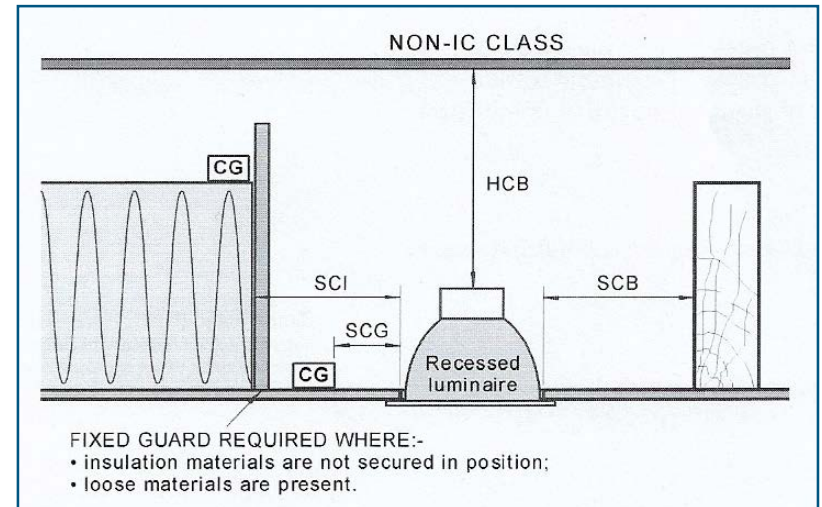 NON-IC CLASS
CG
HCB
SCI
SCB
SCG
CG
Recessed
luminaire
FIXED GUARD REQUIRED WHERE:-
• insulation materials are not secured in position;
• loose materials are present.